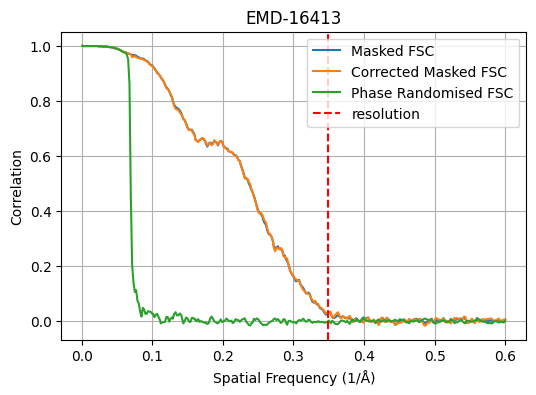 EMD-16413
Masked FSC
Corrected Masked FSC
Phase Randomised FSC
resolution
Correlation
1.0
0.8
0.6
0.4
0.2
0.0
0.0 0.1 0.2 0.3 0.4 0.5 0.6
Spatial Frequency (1/Å)